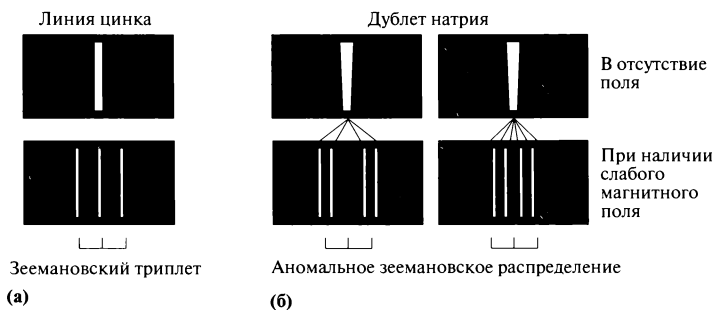 Линия цинка
Дублет натрия
В отсутствие
поля
При наличии
слабого
магнитного
поля
Зеемановский триплет
Аномальное зеемановское распределение
(а)
(б)